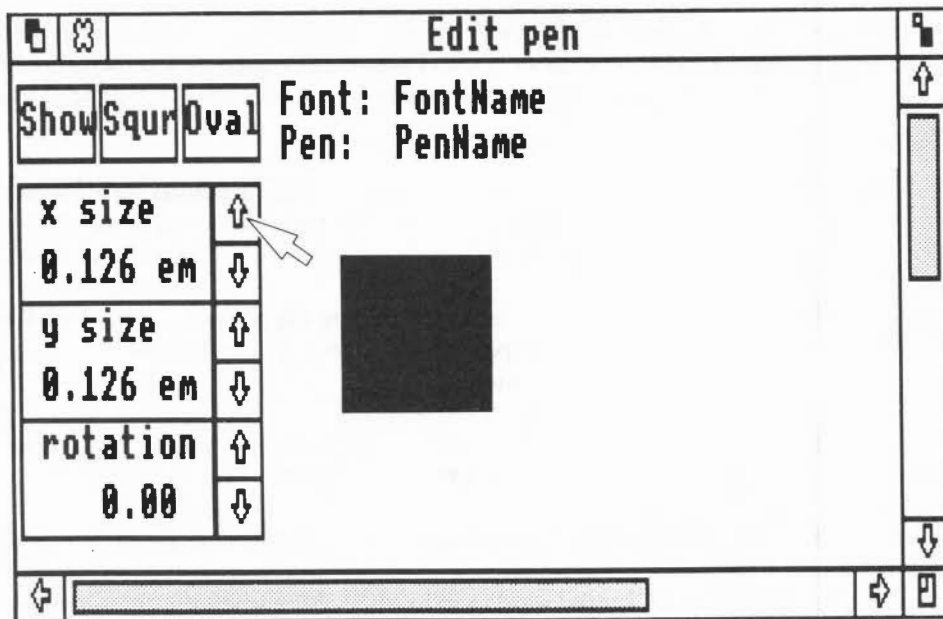 Edit pen
Show Squr Oval
Font: FontName
Pen: PenName
x size
0.126 em
y size
0.126 em
rotation
0.00